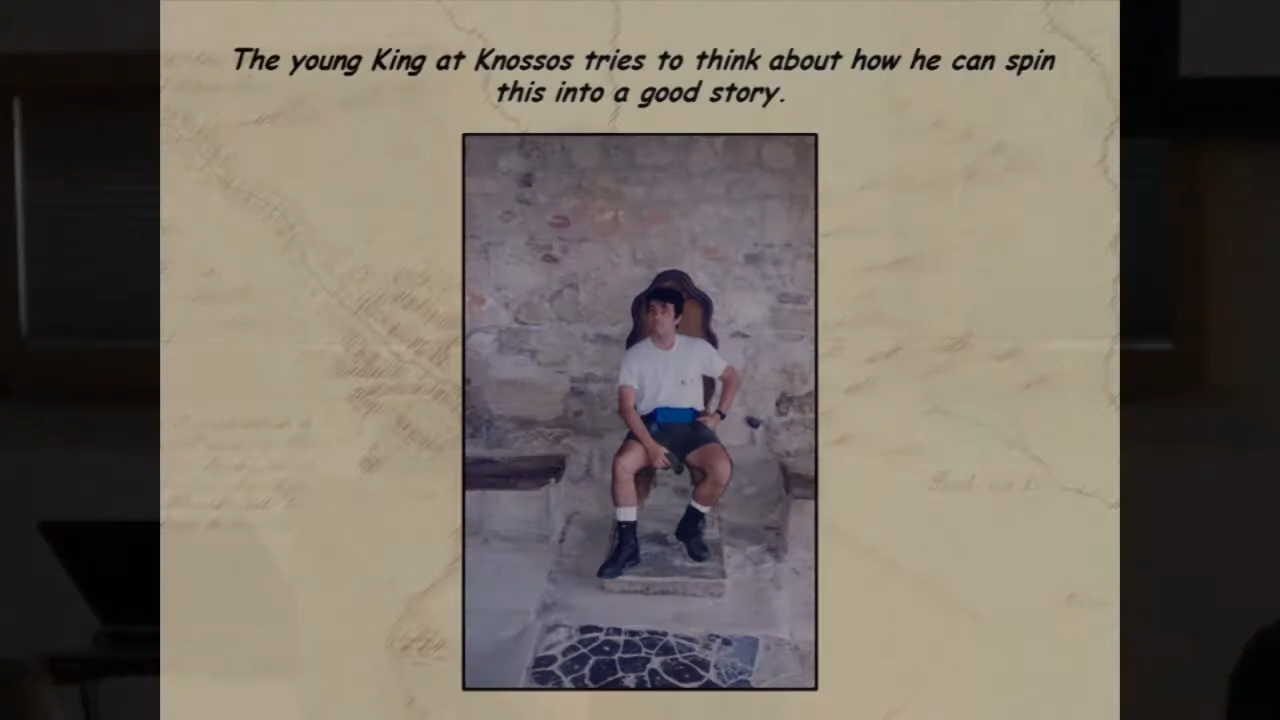 The young King at Knossos tries to think about how he can spin
this into a good story.